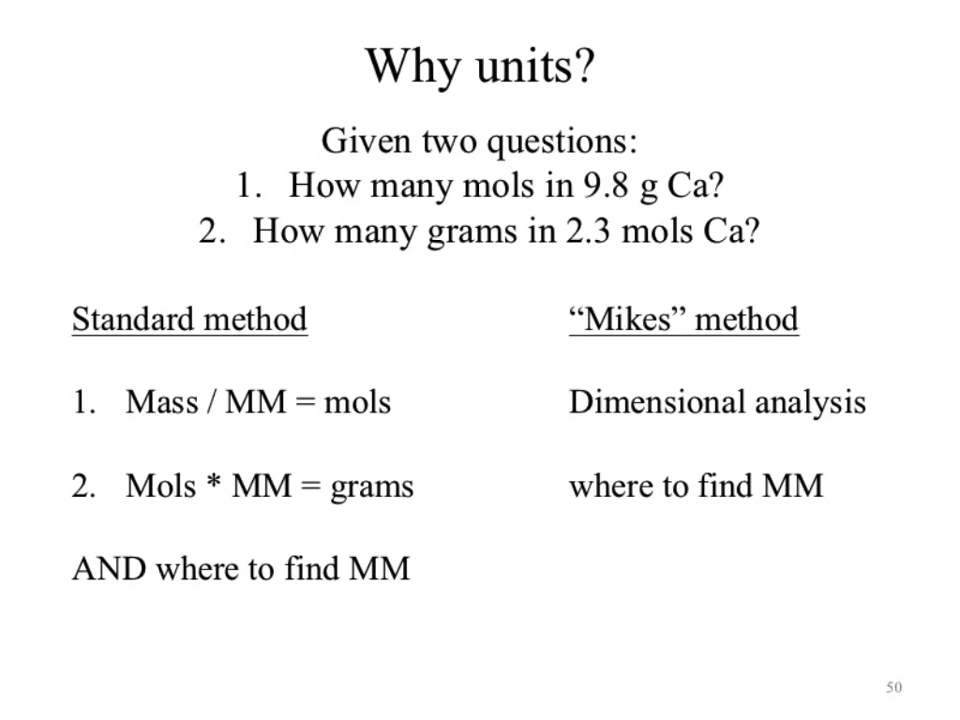 Why units?
Given two questions:
1. How many mols in 9.8 g Ca?
2. How many grams in 2.3 mols Ca?
Standard method
1. Mass / MM = mols
2. Mols * MM = grams
AND where to find MM
“Mikes” method
Dimensional analysis
where to find MM
50